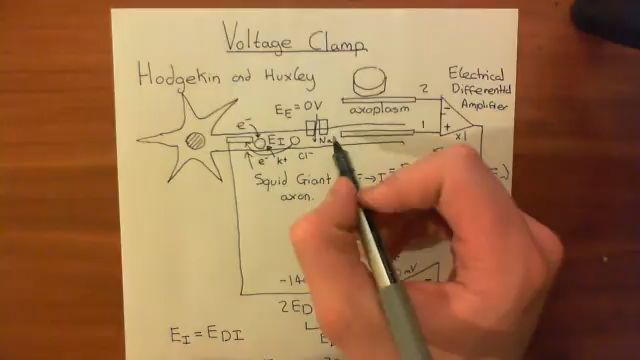 Voltage Clamp
Hodgekin and Huxley
Electrical
Differential
Amplifier
2
EE = 0V
axoplasm
-
+
1
x1
e-
EI
e- K+ Cl-
Squid Giant
axon.
→ I =
2ED
EI = EDI
mV